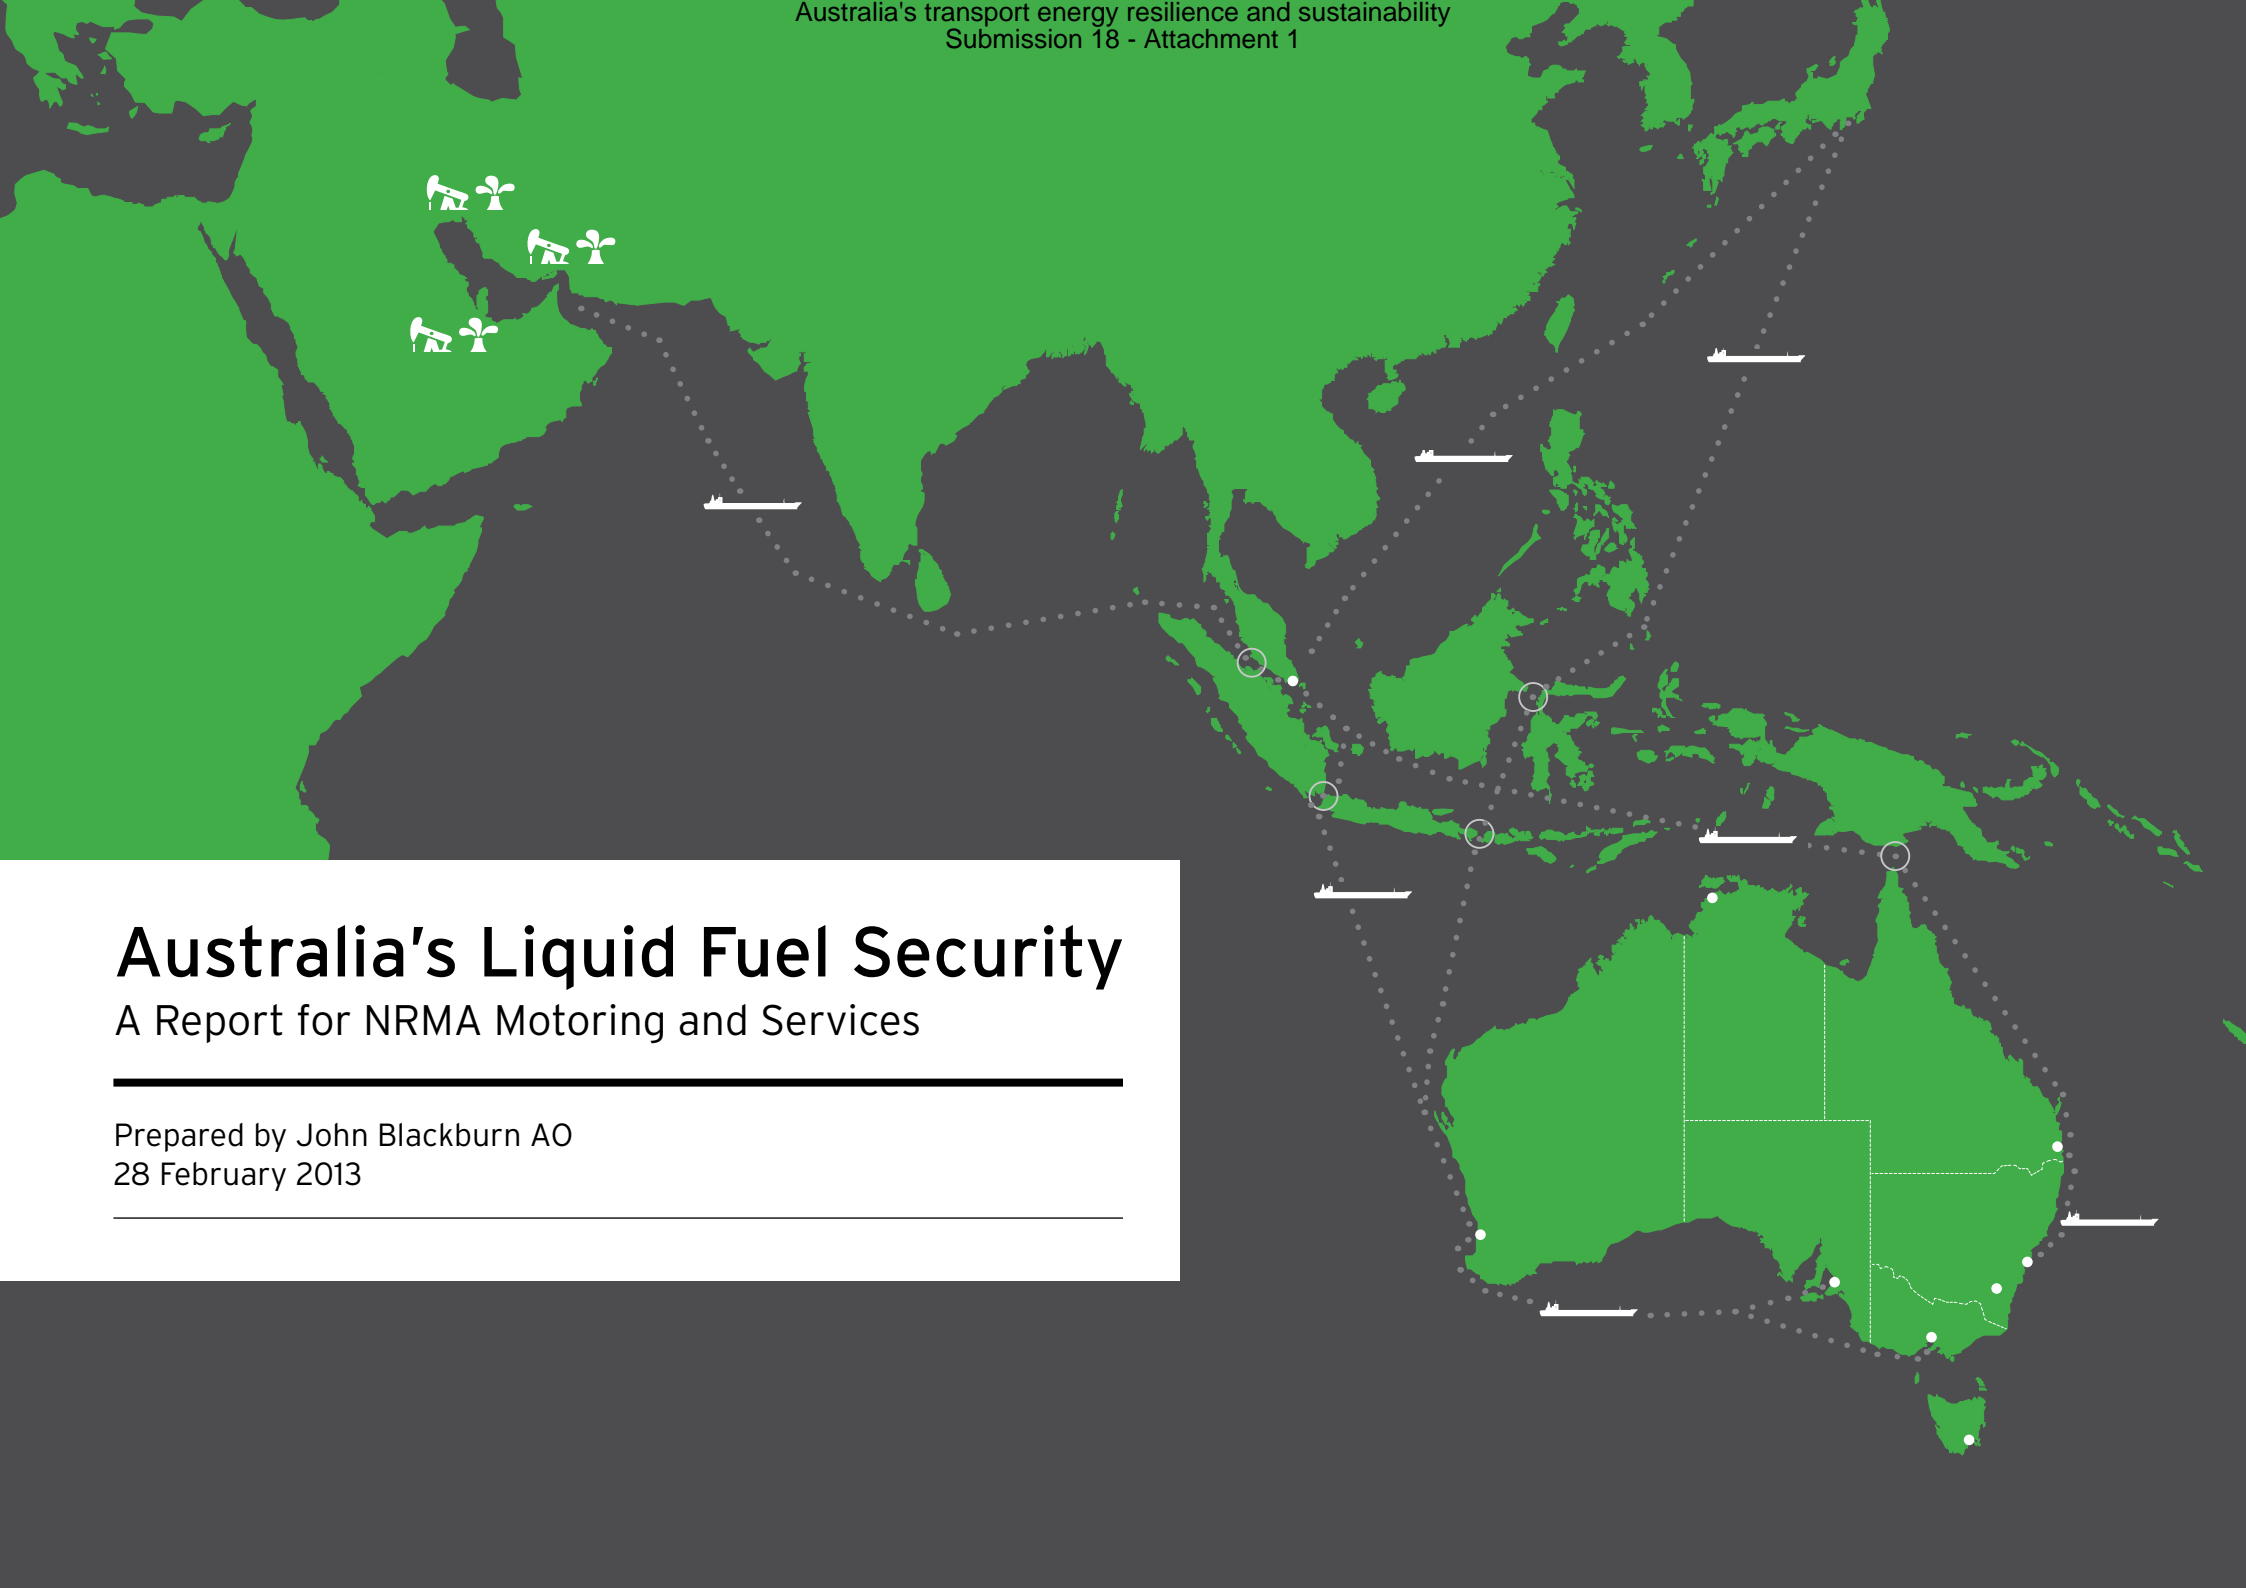 Australia's transport energy resilience and sustainability
Submission 18 - Attachment 1
Australia’s Liquid Fuel Security
A Report for NRMA Motoring and Services
Prepared by John Blackburn AO
28 February 2013